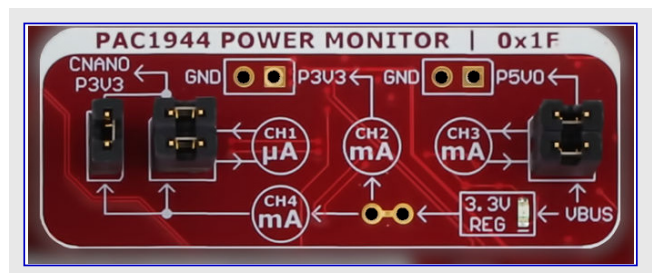 PAC1944 POWER MONITOR | 0x1F
CNANO
P3V3
GND
P3V3
GND
P5V0
CH1
µA
CH2
mA
CH3
mA
CH4
mA
3.3V
REG
VBUS